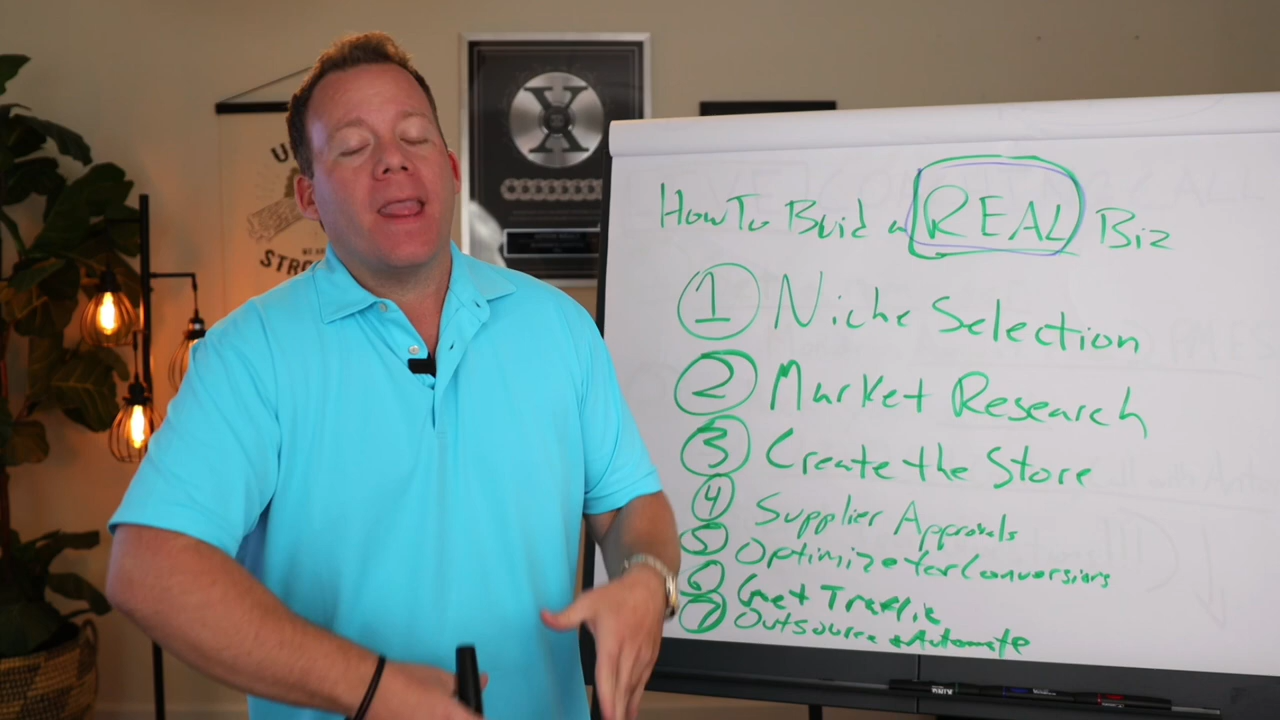 U
STRO
X
How To Build a REAL Biz
1 Niche Selection
2 Market Research
3 Create the Store
4 Supplier Approvals
5 Optimize for Conversions
6 Get Traffic
7 Outsource + Automate